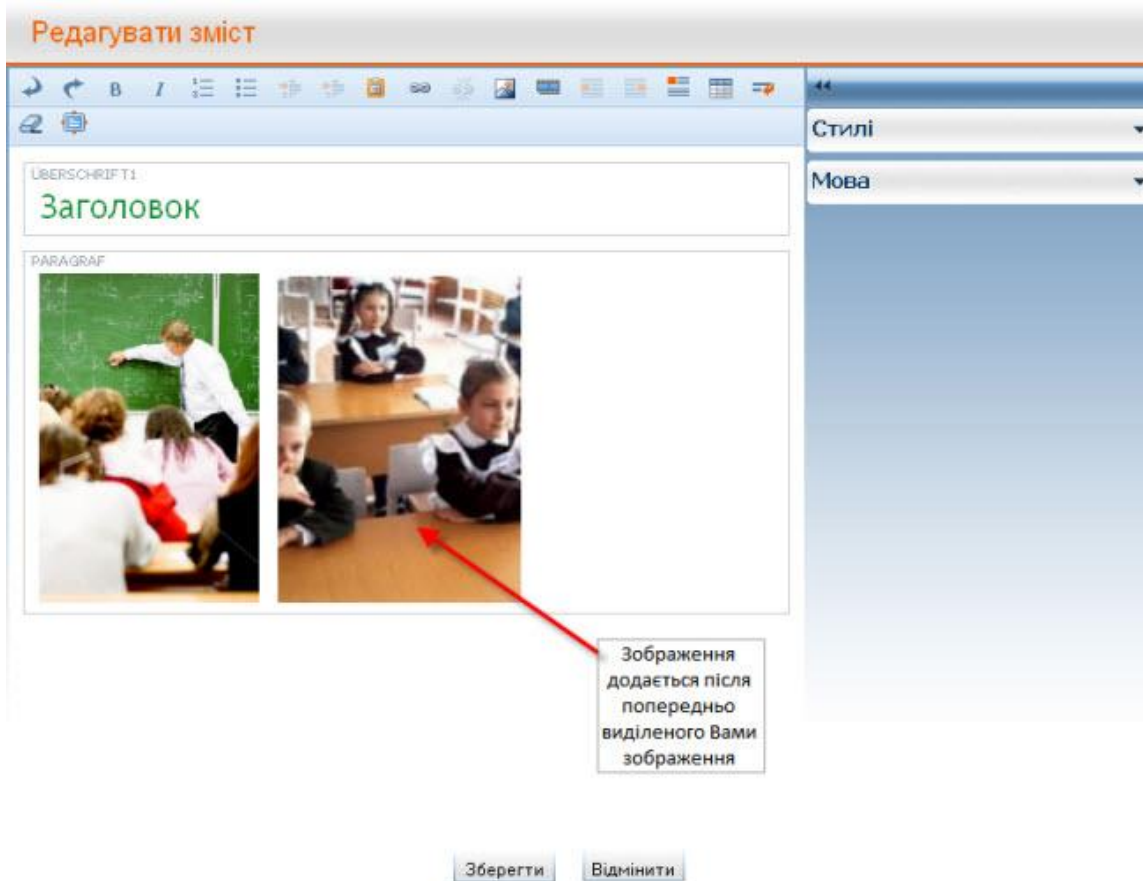 Редагувати зміст
B I
Стилі
Мова
ÜBERSCHRIFT1
Заголовок
PARAGRAF
Зображення
додається після
попередньо
виділеного Вами
зображення
Зберегти Відмінити